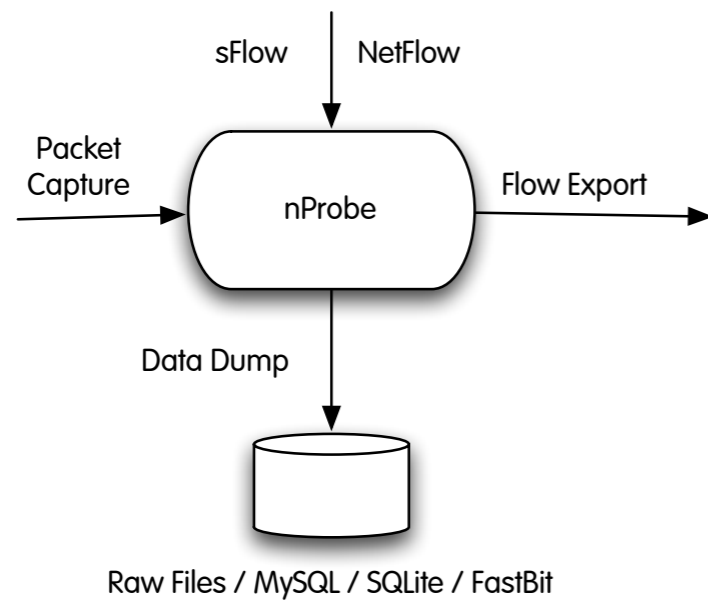 sFlow
NetFlow
Packet
Capture
nProbe
Flow Export
Data Dump
Raw Files / MySQL / SQLite / FastBit